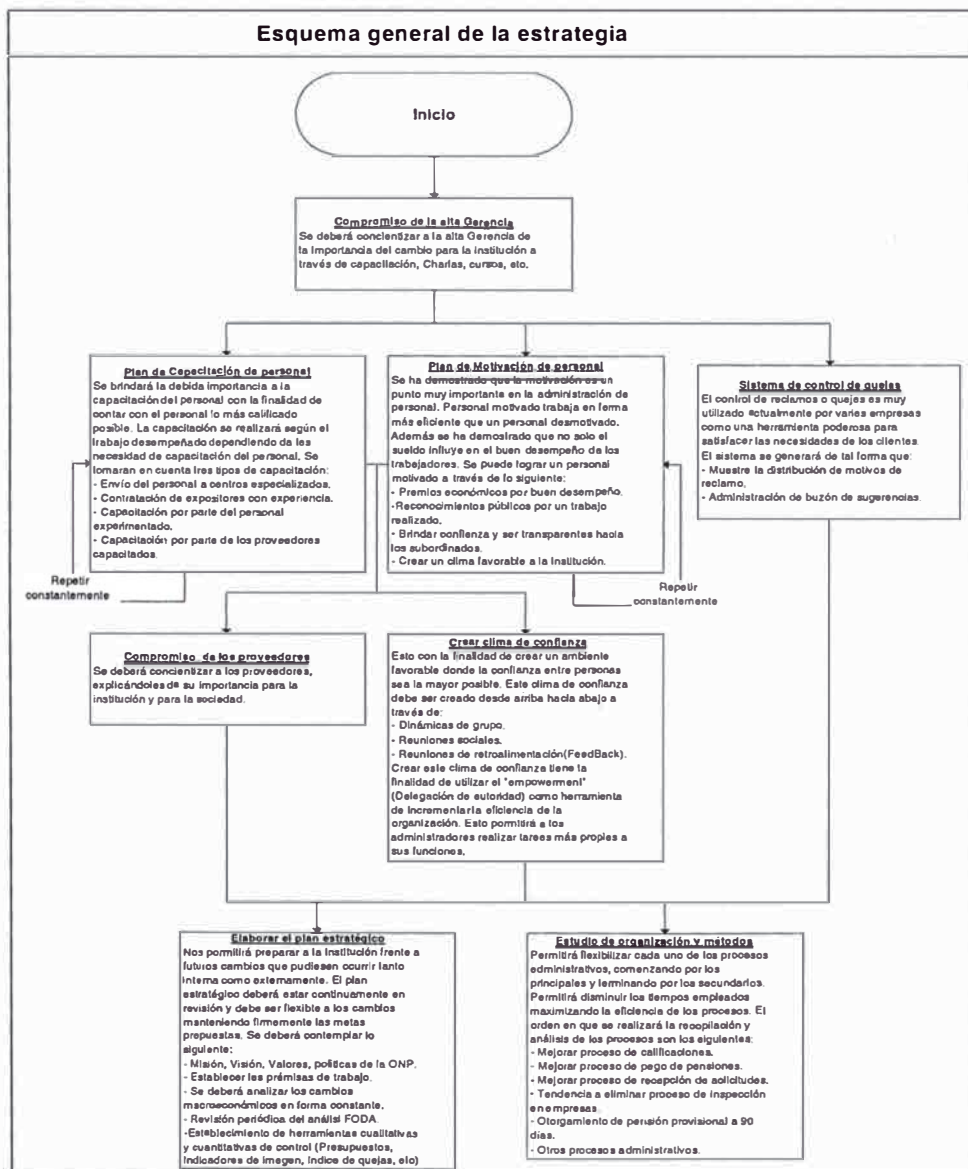 Esquema general de la estrategia
Inicio
Compromiso de la alta Gerencia
Se deberá concientizar a la alta Gerencia de
la Importancia del cambio para la institución a
través de capacitación, Charlas, cursos, etc.
Plan de Capacitación de personal
Se brindará la debida importancia a la
capacitación del personal con la finalidad de
contar con el personal lo más calificado
posible. La capacitación se realizará según el
trabajo desempeñado dependiendo da les
necesidad de capacitación del personal. Se
tomaran en cuenta tres tipos de capacitación:
- Envío del personal a centros especializados.
- Contratación de expositores con experiencia.
- Capacitación por parte del personal
experimentado.
- Capacitación por parte de los proveedores
capacitados.
Repetir
constantemente
Plan de Motivación de personal
Se ha demostrado que la motivación es un
punto muy importante en la administración de
personal. Personal motivado trabaja en forma
más eficiente que un personal desmotivado.
Además se ha demostrado que no solo el
sueldo influye en el buen desempeño de los
trabajadores. Se puede lograr un personal
motivado a través de lo siguiente:
- Premios económicos por buen desempeño.
-Reconocimientos públicos por un trabajo
realizado.
- Brindar confianza y ser transparentes hacia
los subordinados.
- Crear un clima favorable a la Institución.
Repetir
constantemente
Sistema de control de quejas
El control de reclamos o quejes es muy
utilizado actualmente por varies empresas
como una herramienta poderosa para
satisfacer las necesidades de los clientes.
El sistema se generará de tal forma que:
- Muestre la distribución de motivos de
reclamo.
- Administración de buzón de sugerencias.
Compromiso de los proveedores
Se deberá concientizar a los proveedores,
explicándoles de su importancia para la
institución y para la sociedad.
Crear clima de confianza
Esto con la finalidad de crear un ambiente
favorable donde la confianza entre personas
sea la mayor posible. Este clima de confianza
debe ser creado desde arriba hacia abajo a
través de:
- Dinámicas de grupo.
- Reuniones sociales.
- Reuniones de retroalimentación(FeedBack).
Crear este clima de confianza tiene la
finalidad de utilizar el "empowerment"
(Delegación de autoridad) como herramienta
de Incrementar la eficiencia de la
organización. Esto permitirá a los
administradores realizar tarees más propies a
sus funciones.
Elaborar el plan estratégico
Nos permitirá preparar a la Institución frente a
futuros cambios que pudiesen ocurrir tanto
interna como externamente. El plan
estratégico deberá estar continuamente en
revisión y debe ser flexible a los cambios
manteniendo firmemente las metas
prepuestas. Se deberá contemplar lo
siguiente:
- Misión, Visión, Valores, políticas de la ONP.
- Establecer les prémisas de trabajo.
- Se deberá analizar los cambios
macroeconómicos en forma constante.
- Revisión periódica del anális! FODA.
-Establecimiento de herramientas cualitativas
y cuantitativas de control (Presupuestos,
Indicadores de imegen, índice de quejas, etc)
Estudio de organización y métodos
Permitirá flexibilizar cada uno de los procesos
administrativos, comenzando por los
principales y terminando por los secundarios.
Permitirá disminuir los tiempos empleados
maximizando la eficiencia de los procesos. El
orden en que se realizará la recopilación y
análisis de los procesos son los siguientes:
- Mejorar proceso de calificaciones.
- Mejorar proceso de pego de pensiones.
- Mejorar proceso de recepción de solicitudes.
- Tendencia a eliminar proceso de inspección
en empresas.
- Otorgamiento de pensión provisional a 90
días.
- Otros procesos administrativos.